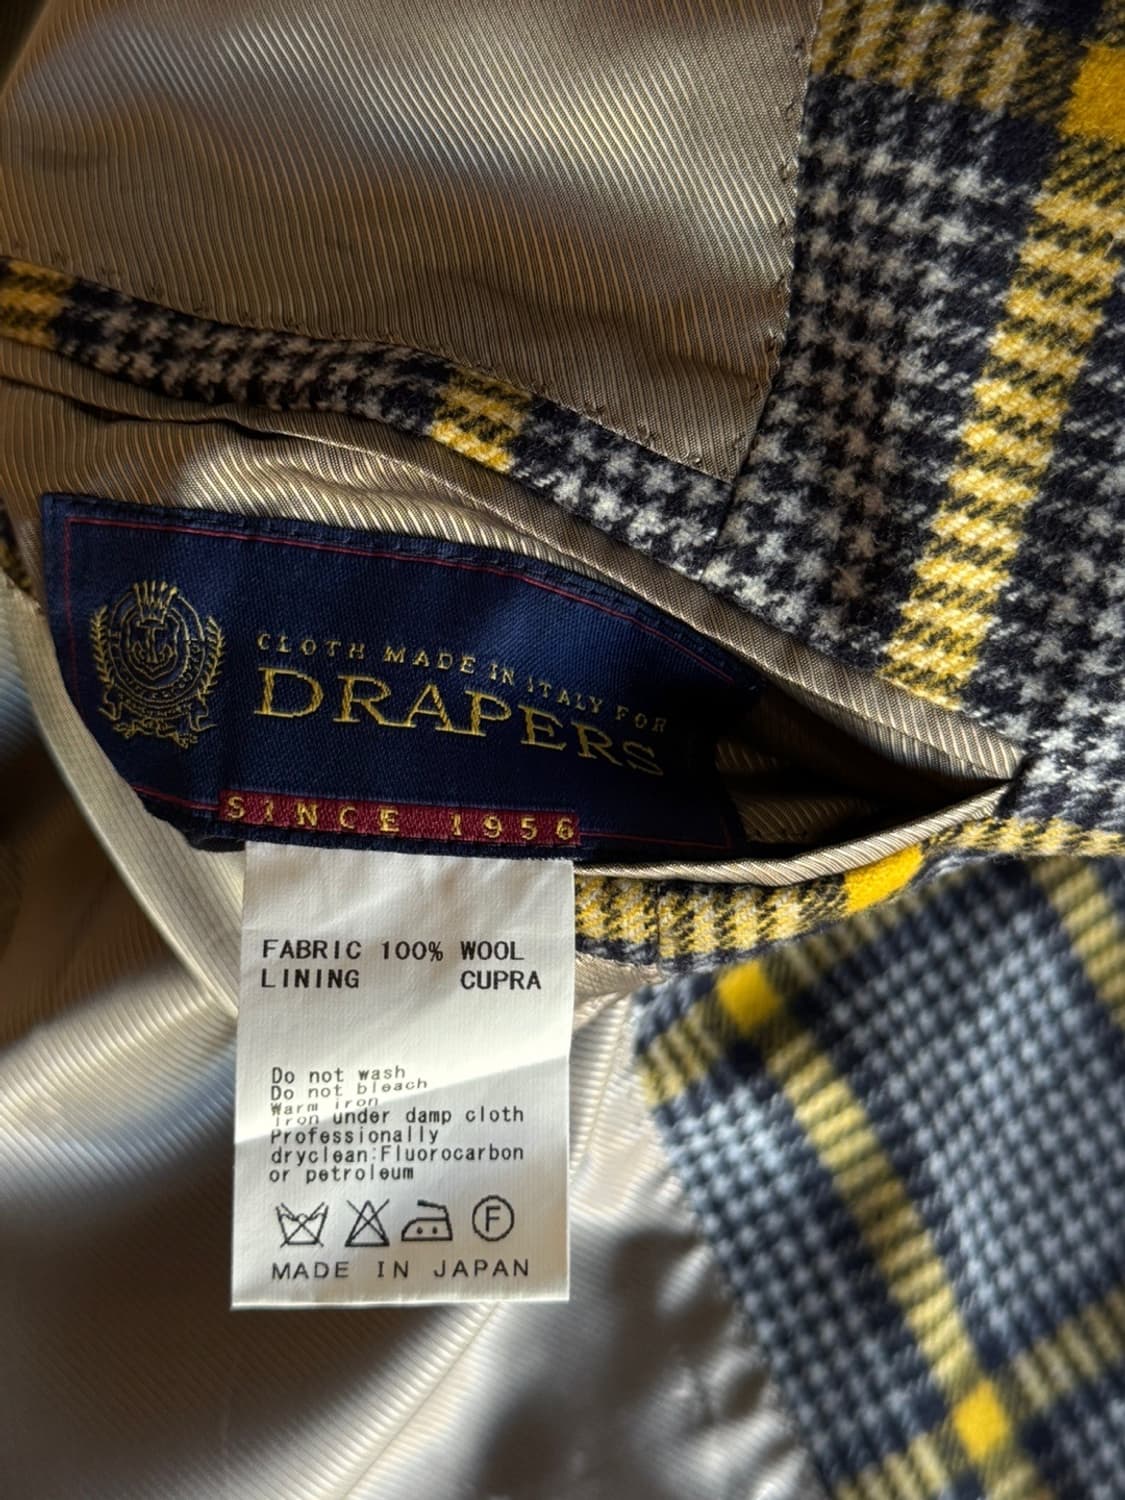 CLOTH MADE IN ITALY FOR
DRAPERS
SINCE 1956
FABRIC 100% WOOL
LINING CUPRA
Do not wash
Do not bleach
Warm iron
Iron under damp cloth
Professionally
dryclean:Fluorocarbon
or petroleum
F
MADE IN JAPAN